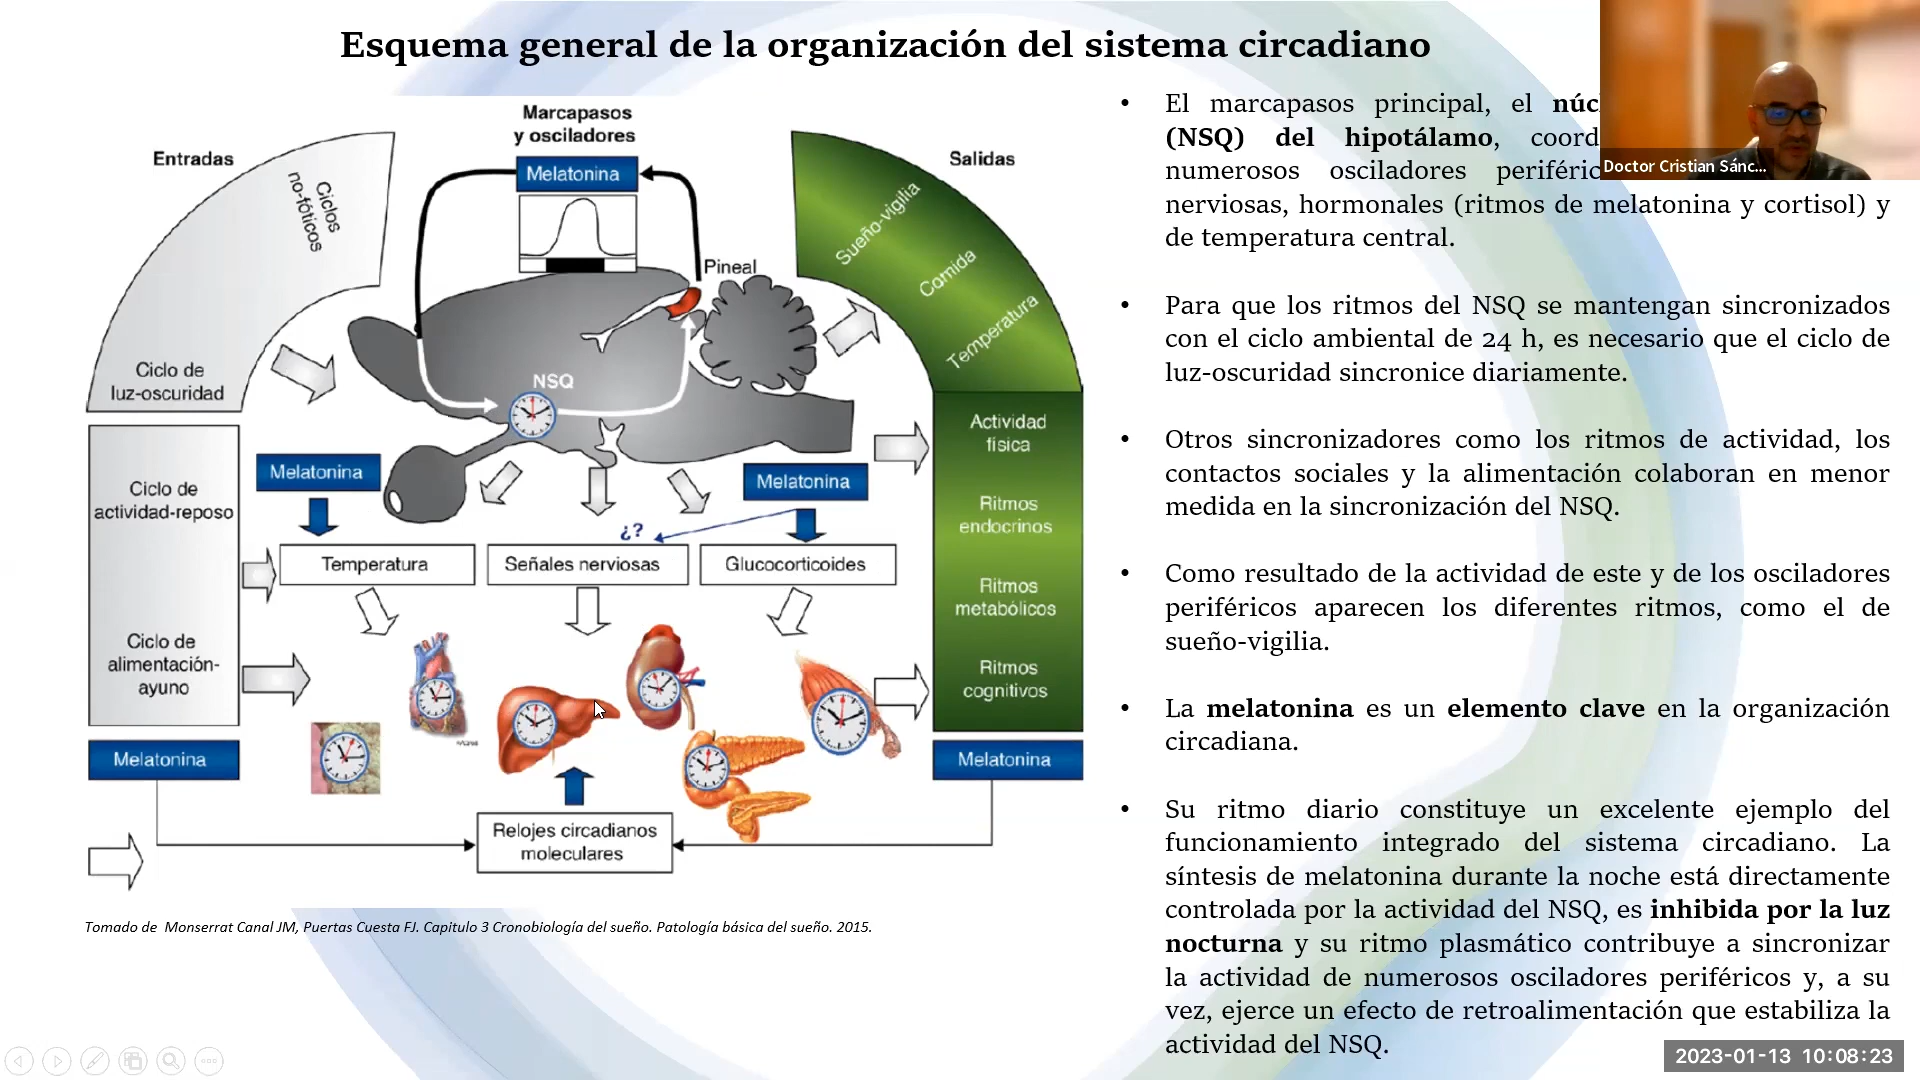 Esquema general de la organización del sistema circadiano
Marcapasos
y osciladores
Entradas
Salidas
Melatonina
Ciclos
no-fóticos
Pineal
Sueño-vigilia
Comida
Temperatura
Ciclo de
luz-oscuridad
NSQ
Actividad
física
Melatonina
Melatonina
Ciclo de
actividad-reposo
Ritmos
endocrinos
¿?
Temperatura
Señales nerviosas
Glucocorticoides
Ritmos
metabólicos
Ciclo de
alimentación-
ayuno
Ritmos
cognitivos
Melatonina
Melatonina
Relojes circadianos
moleculares
Tomado de Monserrat Canal JM, Puertas Cuesta FJ. Capitulo 3 Cronobiología del sueño. Patología básica del sueño. 2015.
• El marcapasos principal, el
(NSQ) del hipotálamo,
numerosos osciladores
nerviosas, hormonales (ritmos de melatonina y cortisol) y
de temperatura central.
• Para que los ritmos del NSQ se mantengan sincronizados
con el ciclo ambiental de 24 h, es necesario que el ciclo de
luz-oscuridad sincronice diariamente.
• Otros sincronizadores como los ritmos de actividad, los
contactos sociales y la alimentación colaboran en menor
medida en la sincronización del NSQ.
• Como resultado de la actividad de este y de los osciladores
periféricos aparecen los diferentes ritmos, como el de
sueño-vigilia.
• La melatonina es un elemento clave en la organización
circadiana.
• Su ritmo diario constituye un excelente ejemplo del
funcionamiento integrado del sistema circadiano. La
síntesis de melatonina durante la noche está directamente
controlada por la actividad del NSQ, es inhibida por la luz
nocturna y su ritmo plasmático contribuye a sincronizar
la actividad de numerosos osciladores periféricos y, a su
vez, ejerce un efecto de retroalimentación que estabiliza la
actividad del NSQ.
Doctor Cristian Sánc...
2023-01-13 10:08:23